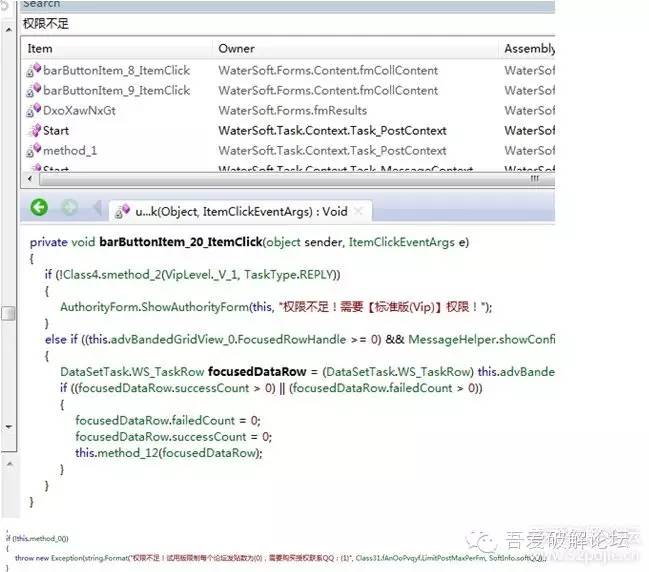 Search
权限不足
Item Owner Assembly
barButtonItem_8_ItemClick WaterSoft.Forms.Content.fmCollContent WaterSof
barButtonItem_9_ItemClick WaterSoft.Forms.Content.fmCollContent WaterSof
DxoXawNxGt WaterSoft.Forms.fmResults WaterSof
Start WaterSoft.Task.Context.Task_PostContext WaterSof
method_1 WaterSoft.Task.Context.Task_PostContext WaterSof
Start WaterSoft.Task.Context.Task_MessageContext WaterSof
u...k(Object, ItemClickEventArgs) : Void
private void barButtonItem_20_ItemClick(object sender, ItemClickEventArgs e)
{
if (!Class4.smethod_2(VipLevel._V_1, TaskType.REPLY))
{
AuthorityForm.ShowAuthorityForm(this, "权限不足！需要【标准版(Vip)】权限！");
}
else if ((this.advBandedGridView_0.FocusedRowHandle >= 0) && MessageHelper.showConfi
{
DataSetTask.WS_TaskRow focusedDataRow = (DataSetTask.WS_TaskRow) this.advBande
if ((focusedDataRow.successCount > 0) || (focusedDataRow.failedCount > 0))
{
focusedDataRow.failedCount = 0;
focusedDataRow.successCount = 0;
this.method_12(focusedDataRow);
}
}
}
if (!this.method_0())
{
throw new Exception(string.Format("权限不足！试用版限制每个论坛发贴数为{0}，需要购买授权联系QQ：{1}", Class31.fAnOoPvqyf.LimitPostMaxPerFm, SoftInfo.softQQ));
}
吾爱破解论坛